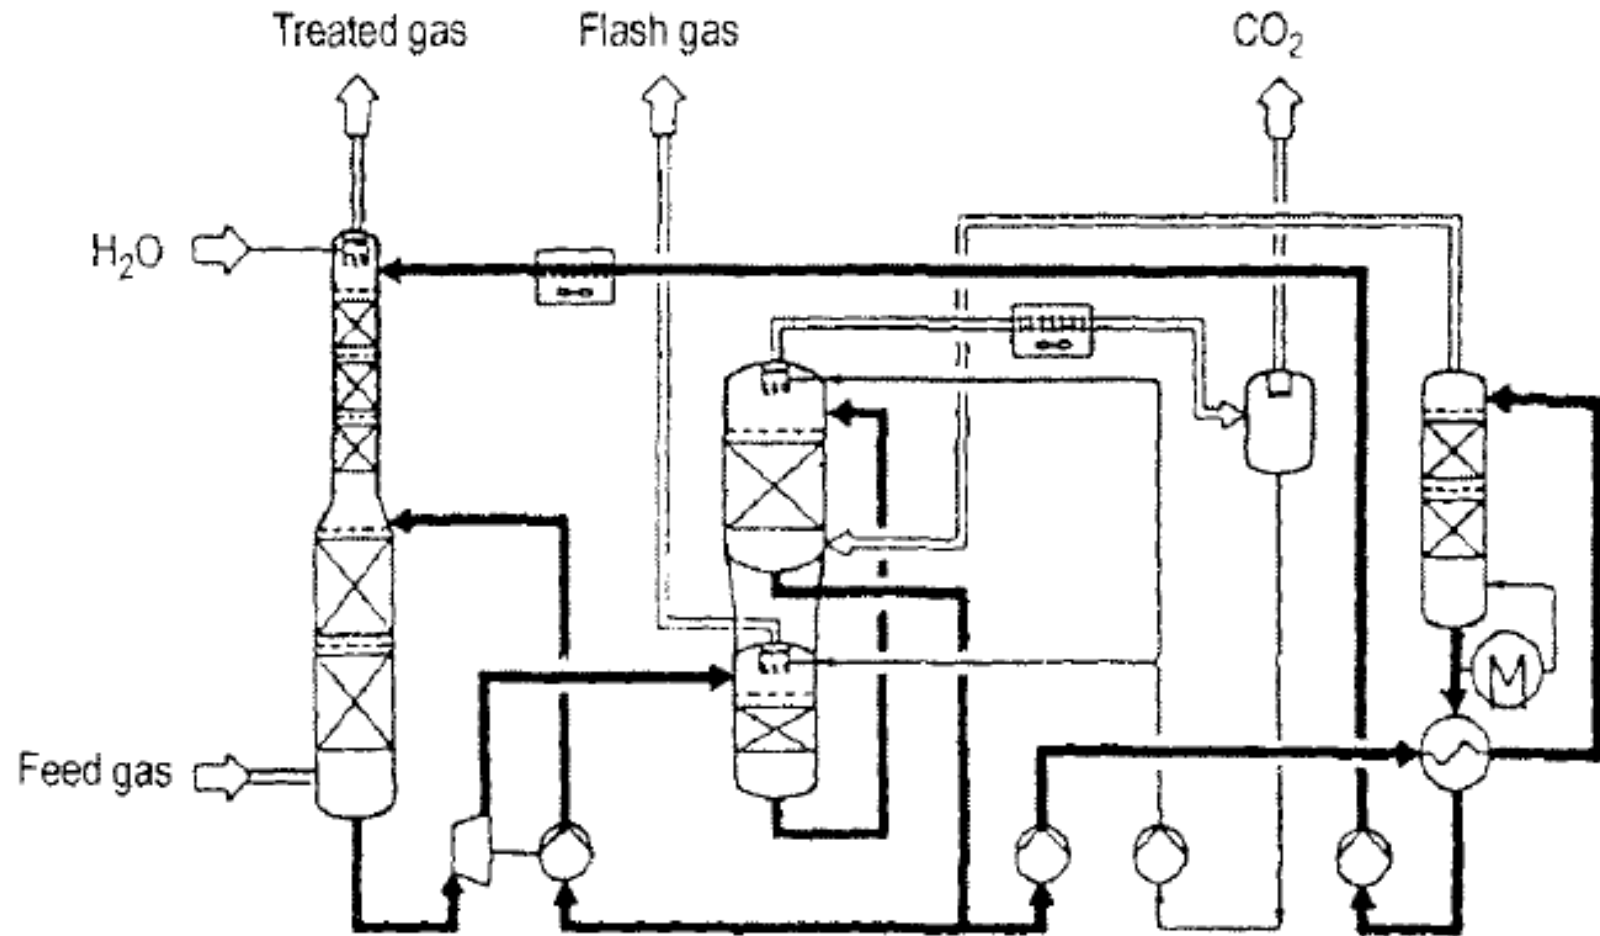 Treated gas
Flash gas
CO₂
H₂O
Feed gas
M